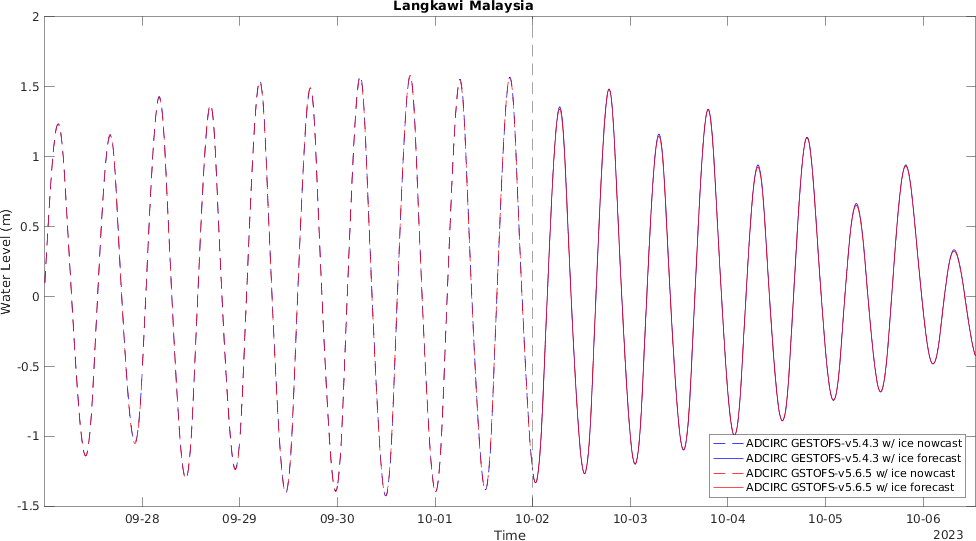 Langkawi Malaysia
Water Level (m)
2
1.5
1
0.5
0
-0.5
-1
-1.5
ADCIRC GESTOFS-v5.4.3 w/ ice nowcast
ADCIRC GESTOFS-v5.4.3 w/ ice forecast
ADCIRC GSTOFS-v5.6.5 w/ ice nowcast
ADCIRC GSTOFS-v5.6.5 w/ ice forecast
09-28 09-29 09-30 10-01 10-02 10-03 10-04 10-05 10-06
Time
2023